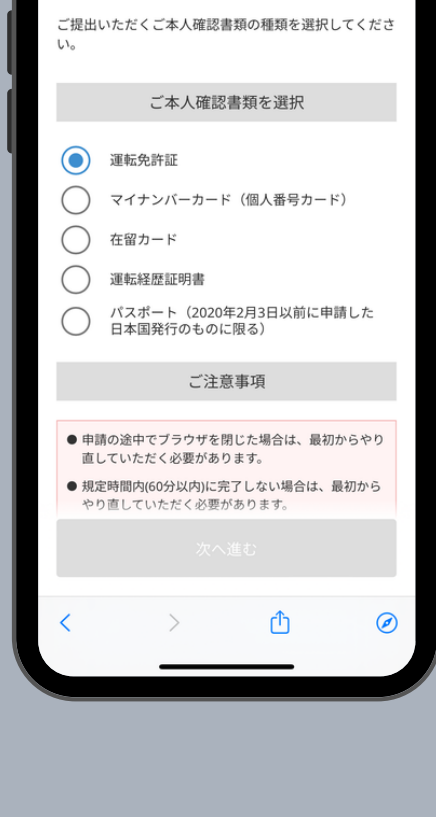 ご提出いただくご本人確認書類の種類を選択してくださ
い。
ご本人確認書類を選択
運転免許証
マイナンバーカード（個人番号カード）
在留カード
運転経歴証明書
パスポート（2020年2月3日以前に申請した
日本国発行のものに限る）
ご注意事項
● 申請の途中でブラウザを閉じた場合は、最初からやり
直していただく必要があります。
● 規定時間内(60分以内)に完了しない場合は、最初から
やり直していただく必要があります。
次へ進む